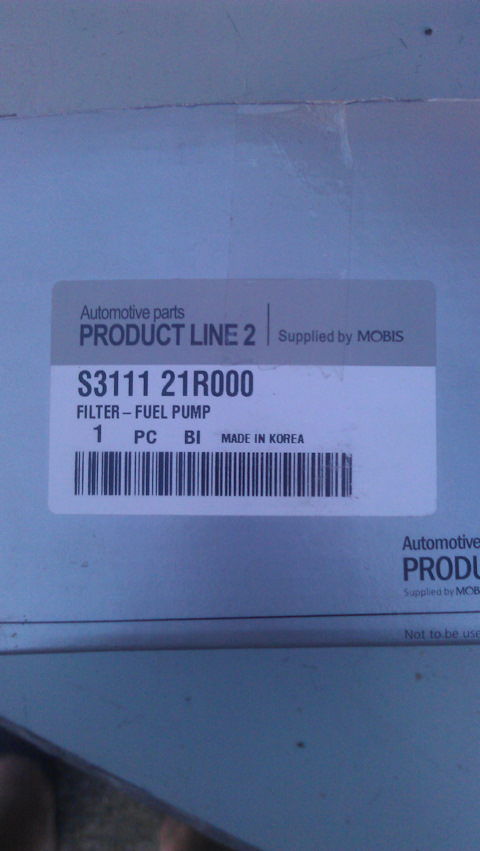 Automotive parts
PRODUCT LINE 2
Supplied by MOBIS
S3111 21R000
FILTER – FUEL PUMP
1 PC BI MADE IN KOREA
Automotive
PRODU
Supplied by MOB
Not to be use